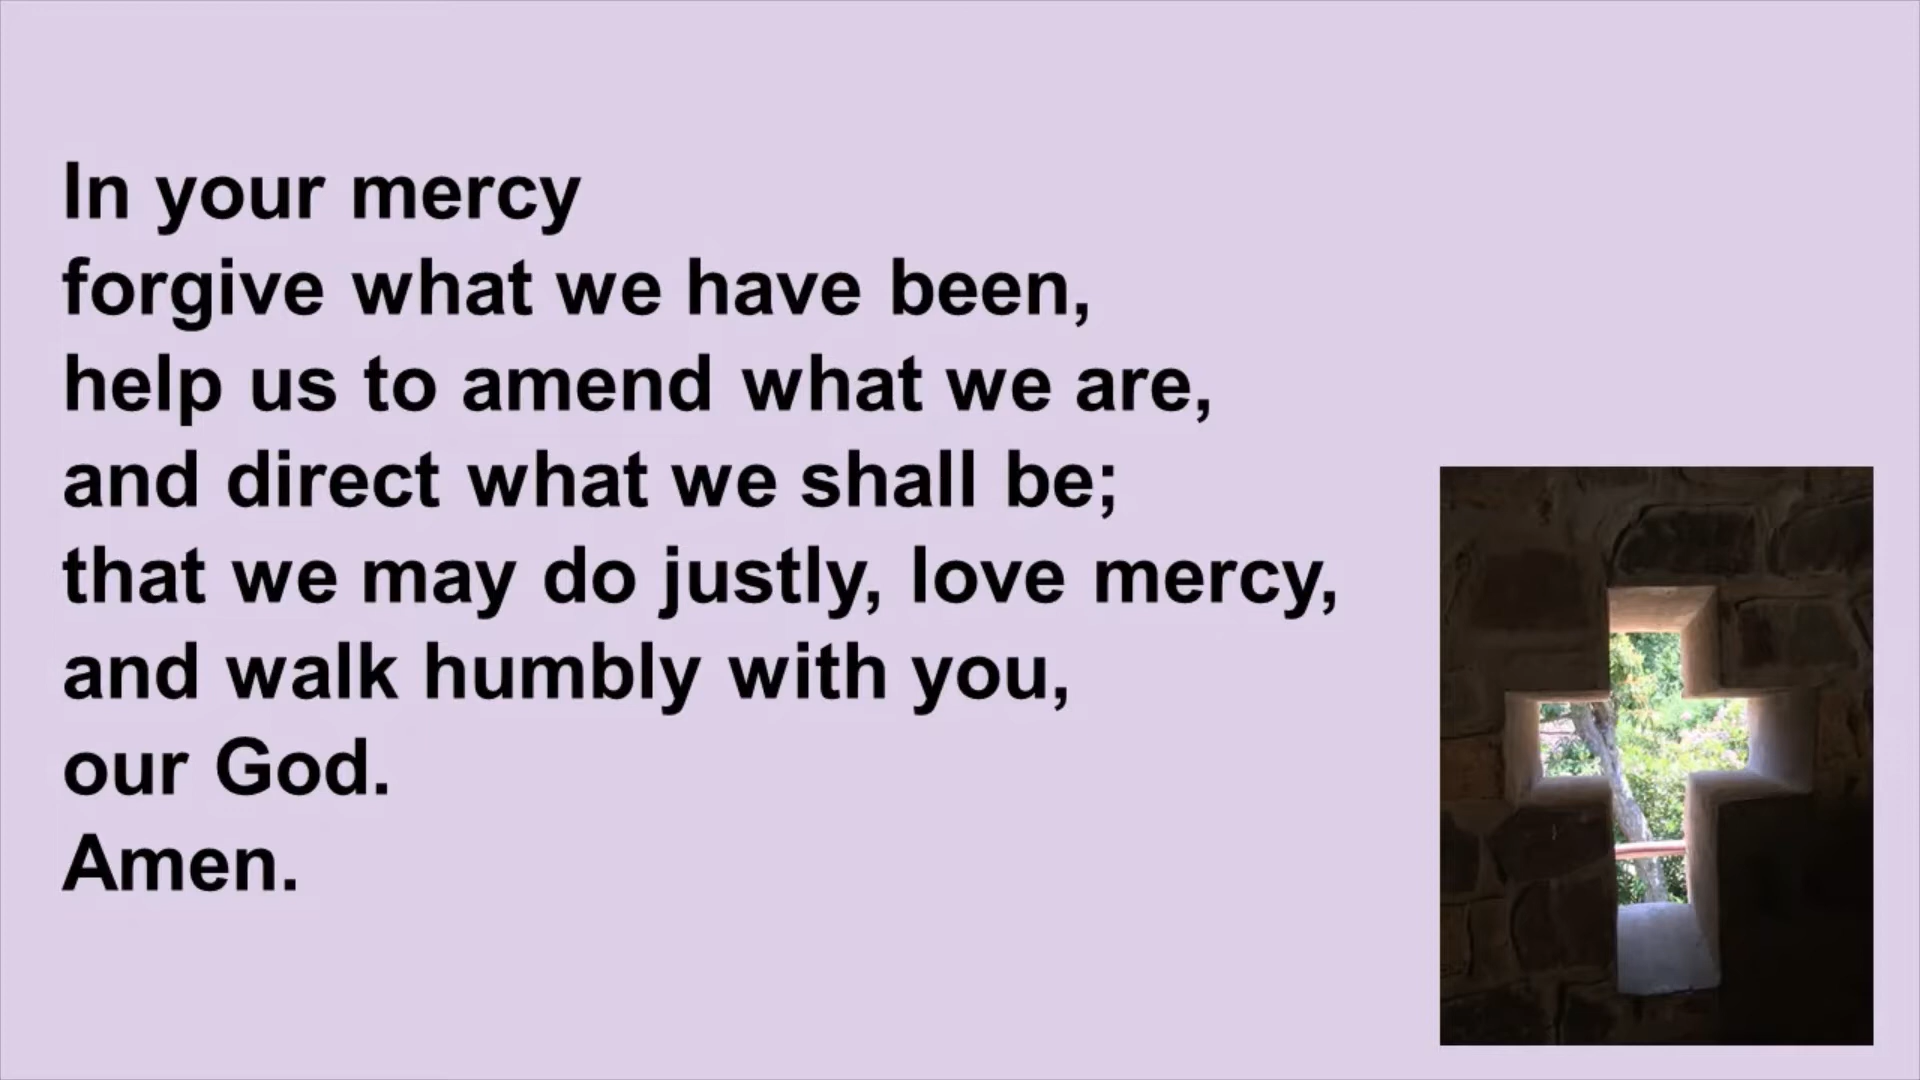 In your mercy
forgive what we have been,
help us to amend what we are,
and direct what we shall be;
that we may do justly, love mercy,
and walk humbly with you,
our God.
Amen.